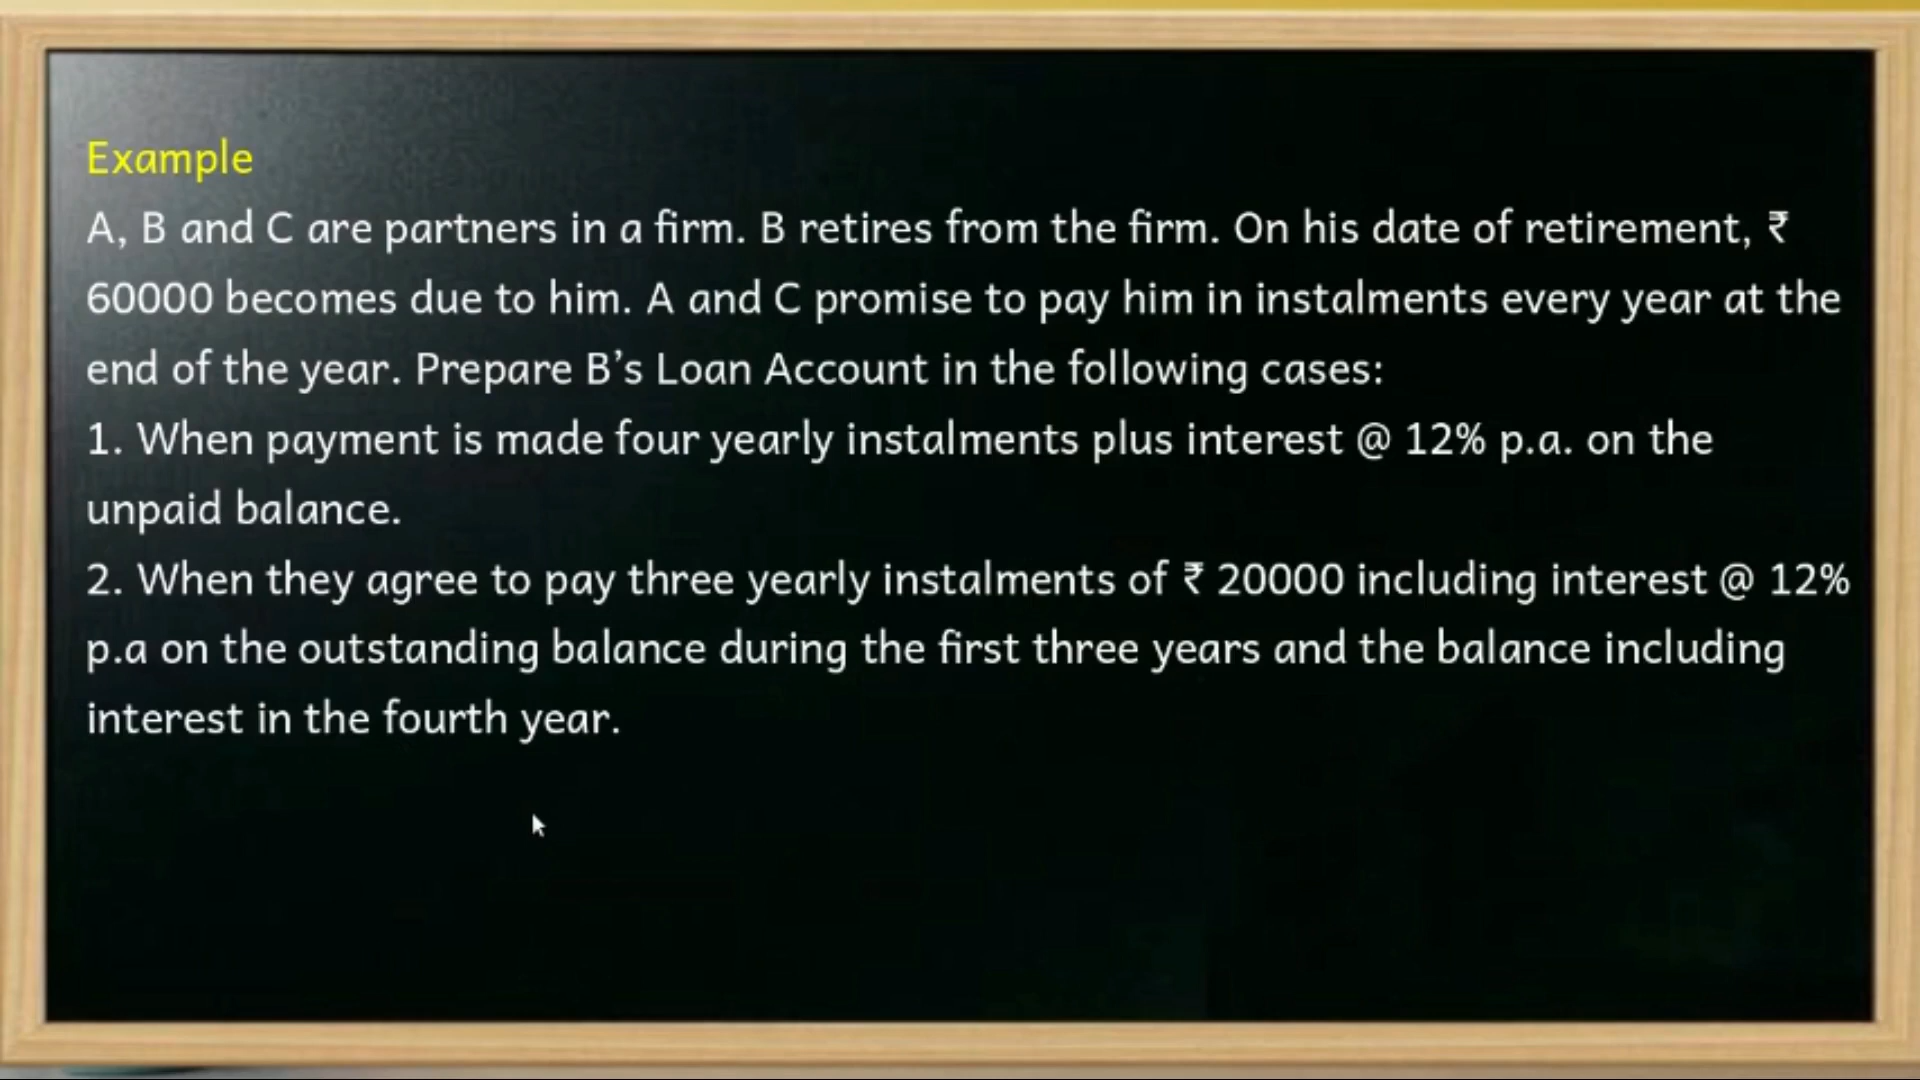 Example
A, B and C are partners in a firm. B retires from the firm. On his date of retirement, ₹
60000 becomes due to him. A and C promise to pay him in instalments every year at the
end of the year. Prepare B’s Loan Account in the following cases:
1. When payment is made four yearly instalments plus interest @ 12% p.a. on the
unpaid balance.
2. When they agree to pay three yearly instalments of ₹ 20000 including interest @ 12%
p.a on the outstanding balance during the first three years and the balance including
interest in the fourth year.